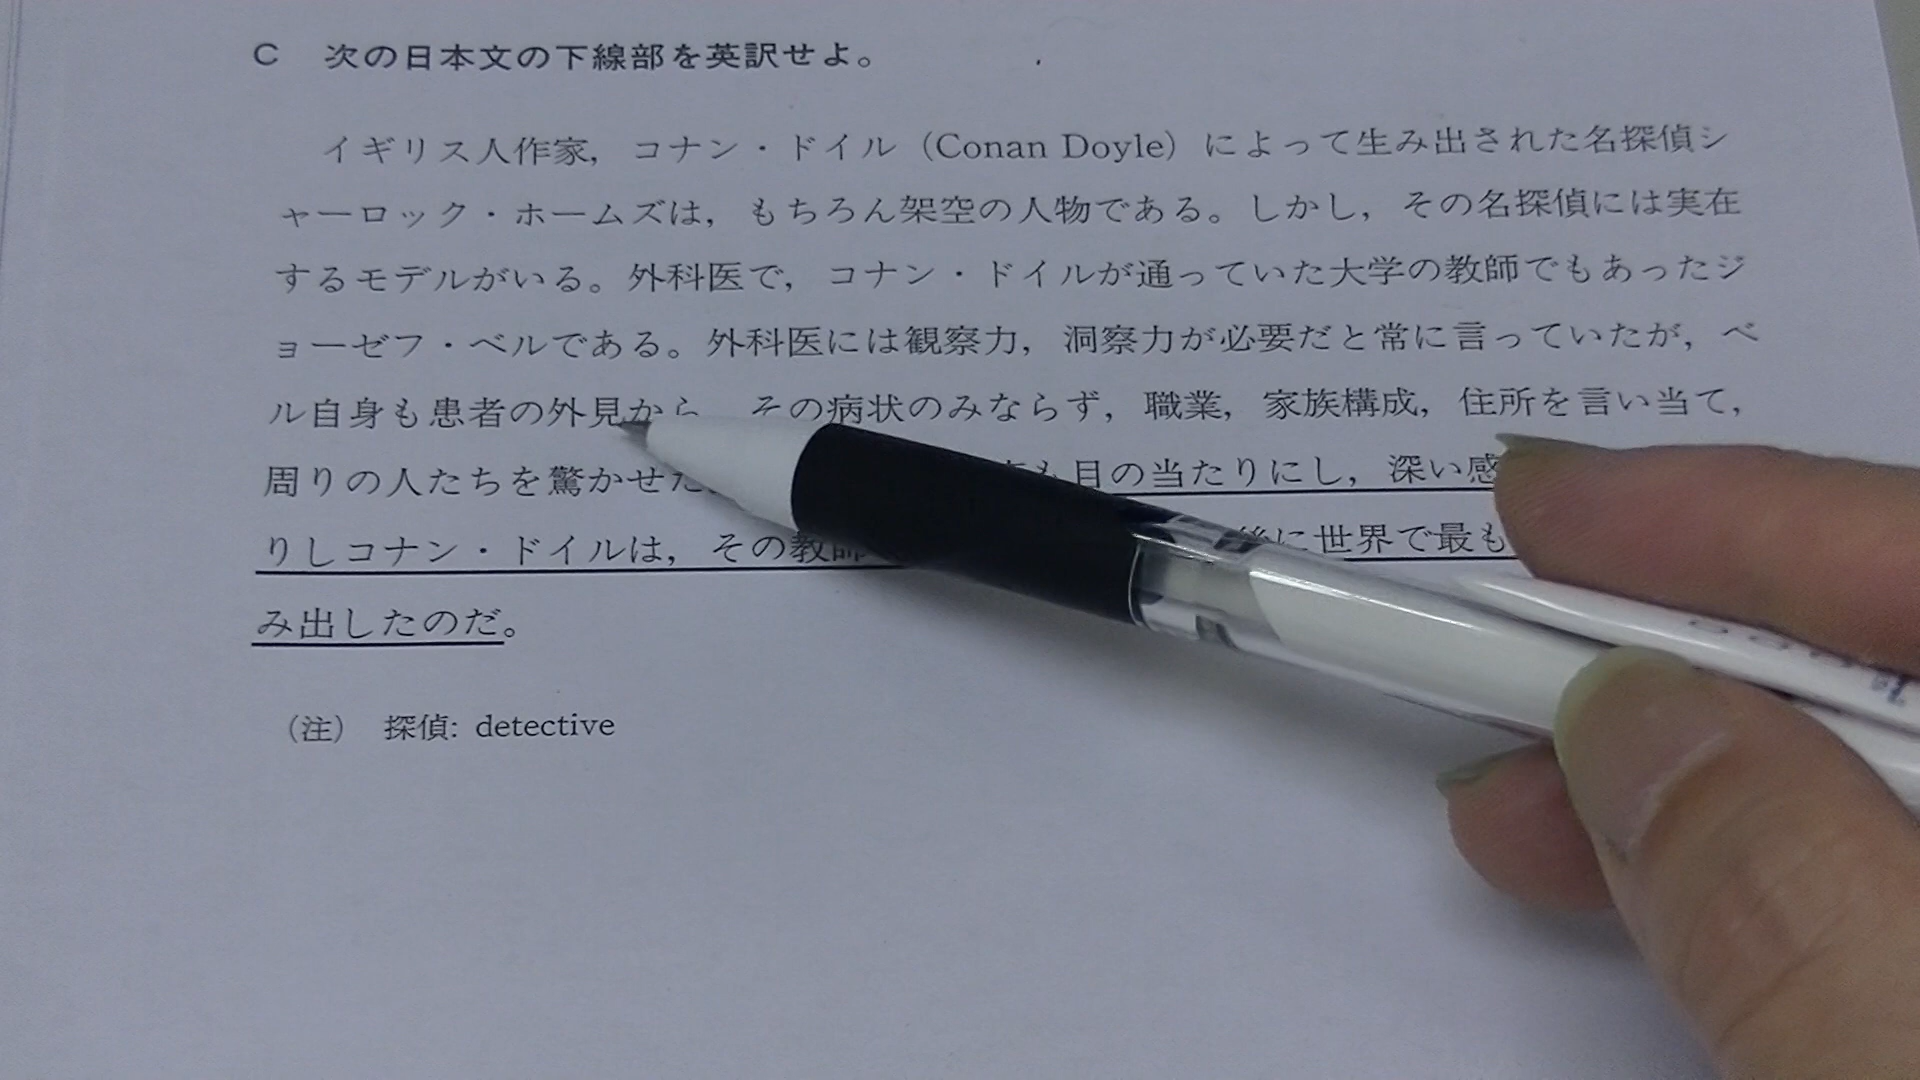 C 次の日本文の下線部を英訳せよ。
イギリス人作家，コナン・ドイル（Conan Doyle）によって生み出された名探偵シ
ャーロック・ホームズは，もちろん架空の人物である。しかし，その名探偵には実在
するモデルがいる。外科医で，コナン・ドイルが通っていた大学の教師でもあったジ
ョーゼフ・ベルである。外科医には観察力，洞察力が必要だと常に言っていたが，ベ
ル自身も患者の外見から その病状のみならず，職業，家族構成，住所を言い当て，
周りの人たちを驚かせた 目の当たりにし，深い感
りしコナン・ドイルは，その教師 後に世界で最も
み出したのだ。
（注） 探偵: detective